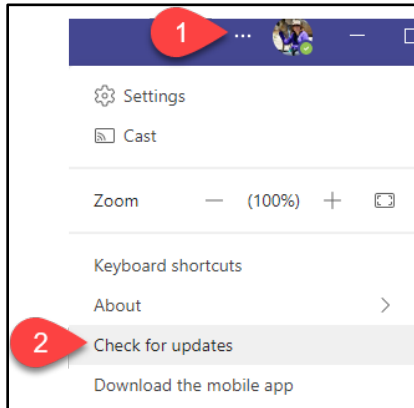 1 ...
Settings
Cast
Zoom — (100%) +
Keyboard shortcuts
About >
2 Check for updates
Download the mobile app